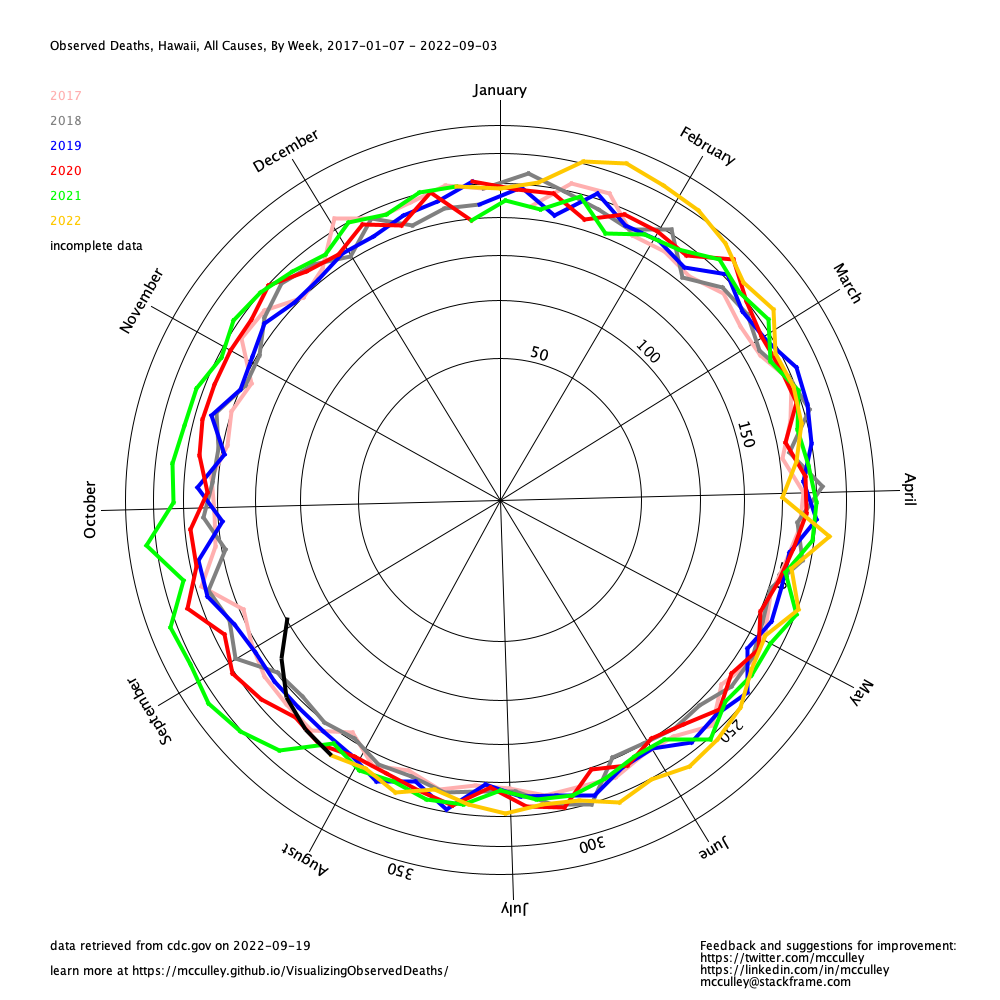 Observed Deaths, Hawaii, All Causes, By Week, 2017-01-07 - 2022-09-03
January
2017
2018
2019
2020
2021
2022
incomplete data
December
February
November
March
50
100
150
October
April
September
May
250
300
350
August
June
July
data retrieved from cdc.gov on 2022-09-19
learn more at https://mcculley.github.io/VisualizingObservedDeaths/
Feedback and suggestions for improvement:
https://twitter.com/mcculley
https://linkedin.com/in/mcculley
mcculley@stackframe.com